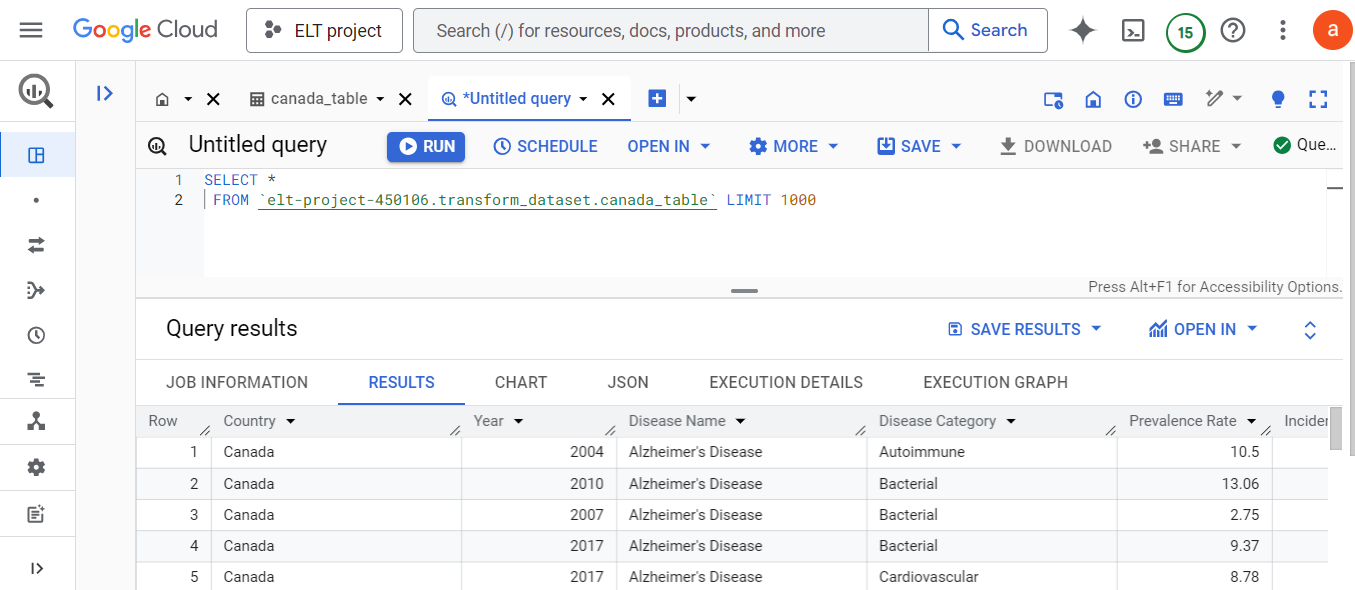 Google Cloud ELT project Search (/) for resources, docs, products, and more Search 15 a
canada_table *Untitled query
Untitled query RUN SCHEDULE OPEN IN MORE SAVE DOWNLOAD SHARE Que...
1 SELECT *
2 FROM `elt-project-450106.transform_dataset.canada_table` LIMIT 1000
Press Alt+F1 for Accessibility Options.
Query results SAVE RESULTS OPEN IN
JOB INFORMATION RESULTS CHART JSON EXECUTION DETAILS EXECUTION GRAPH
Row Country Year Disease Name Disease Category Prevalence Rate Inciden
1 Canada 2004 Alzheimer's Disease Autoimmune 10.5
2 Canada 2010 Alzheimer's Disease Bacterial 13.06
3 Canada 2007 Alzheimer's Disease Bacterial 2.75
4 Canada 2017 Alzheimer's Disease Bacterial 9.37
5 Canada 2017 Alzheimer's Disease Cardiovascular 8.78